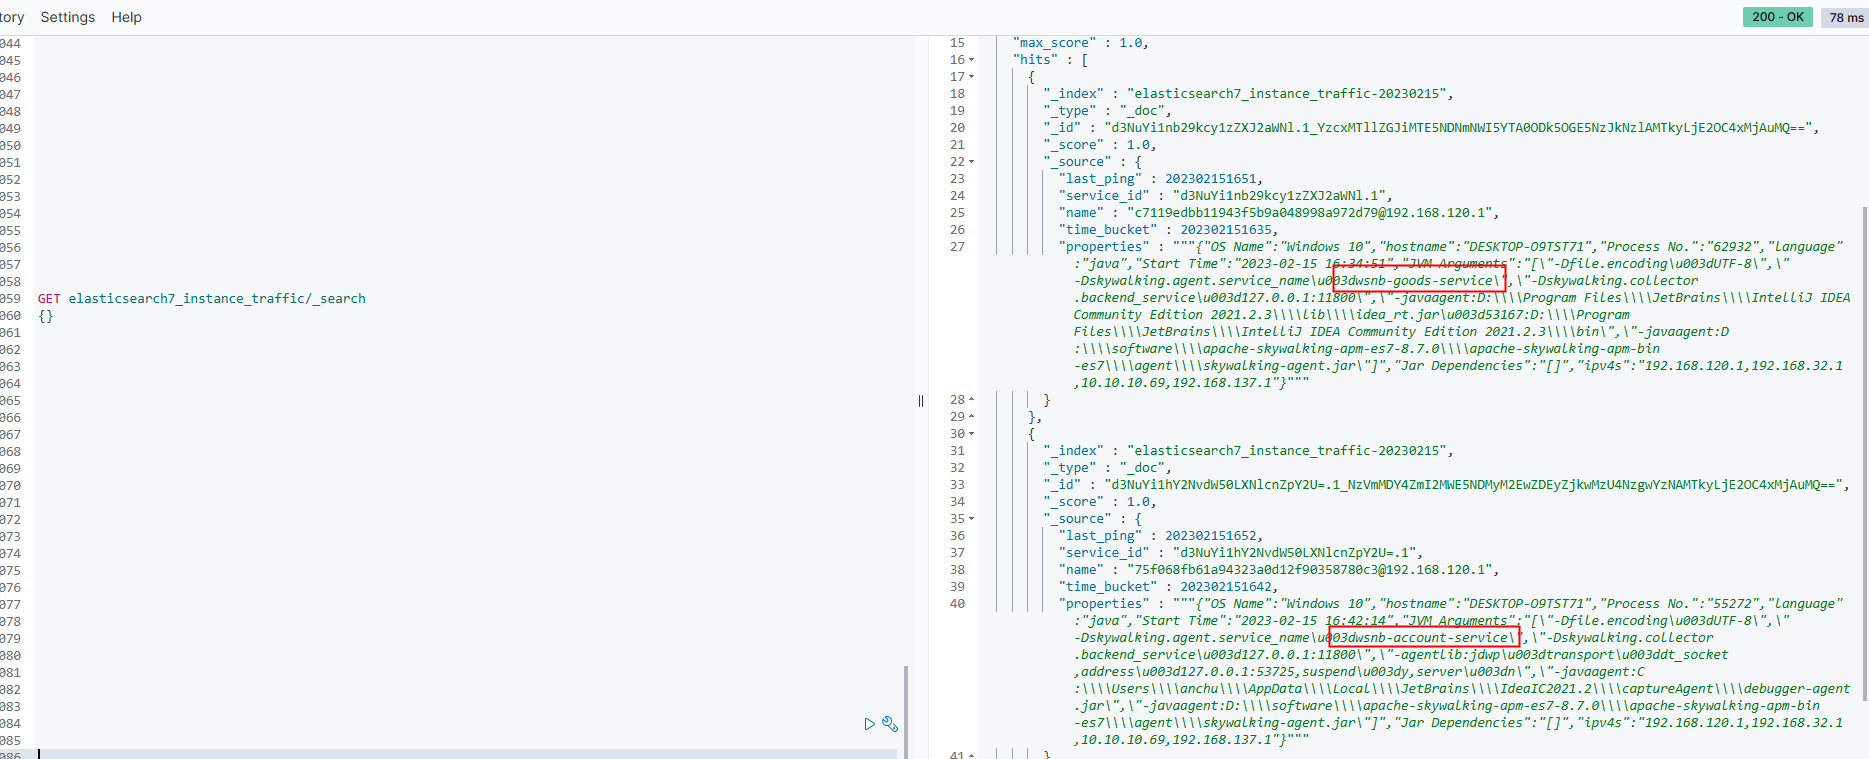 tory Settings Help
200 - OK 78 ms
044
045
046
047
048
049
050
051
052
053
054
055
056
057
058
059 GET elasticsearch7_instance_traffic/_search
060 {}
061
062
063
064
065
066
067
068
069
070
071
072
073
074
075
076
077
078
079
080
081
082
083
084
085
086
15 "max_score" : 1.0,
16 "hits" : [
17 {
18 "_index" : "elasticsearch7_instance_traffic-20230215",
19 "_type" : "_doc",
20 "_id" : "d3NuYi1nb29kcy1zZXJ2aWNl.1_YzcxMTllZGJiMTE5NDNmNWI5YTA0ODk5OGE5NzJkNzlAMTkyLjE2OC4xMjAuMQ==",
21 "_score" : 1.0,
22 "_source" : {
23 "last_ping" : 202302151651,
24 "service_id" : "d3NuYi1nb29kcy1zZXJ2aWNl.1",
25 "name" : "c7119edbb11943f5b9a048998a972d79@192.168.120.1",
26 "time_bucket" : 202302151635,
27 "properties" : """{"OS Name":"Windows 10","hostname":"DESKTOP-O9TST71","Process No.":"62932","language"
:"java","Start Time":"2023-02-15 16:34:51","JVM Arguments":"[\"-Dfile.encoding\u003dUTF-8\",\"
-Dskywalking.agent.service_name\u003dwsnb-goods-service\",\"-Dskywalking.collector
.backend_service\u003d127.0.0.1:11800\",\"-javaagent:D:\\\\Program Files\\\\JetBrains\\\\IntelliJ IDEA
Community Edition 2021.2.3\\\\lib\\\\idea_rt.jar\u003d53167:D:\\\\Program
Files\\\\JetBrains\\\\IntelliJ IDEA Community Edition 2021.2.3\\\\bin\",\"-javaagent:D
:\\\\software\\\\apache-skywalking-apm-es7-8.7.0\\\\apache-skywalking-apm-bin
-es7\\\\agent\\\\skywalking-agent.jar\"]","Jar Dependencies":"[]","ipv4s":"192.168.120.1,192.168.32.1
,10.10.10.69,192.168.137.1"}"""
28 }
29 },
30 {
31 "_index" : "elasticsearch7_instance_traffic-20230215",
32 "_type" : "_doc",
33 "_id" : "d3NuYi1hY2NvdW50LXNlcnZpY2U=.1_NzVmMDY4ZmI2MWE5NDMyM2EwZDEyZjkwMzU4NzgwYzNAMTkyLjE2OC4xMjAuMQ==",
34 "_score" : 1.0,
35 "_source" : {
36 "last_ping" : 202302151652,
37 "service_id" : "d3NuYi1hY2NvdW50LXNlcnZpY2U=.1",
38 "name" : "75f068fb61a94323a0d12f90358780c3@192.168.120.1",
39 "time_bucket" : 202302151642,
40 "properties" : """{"OS Name":"Windows 10","hostname":"DESKTOP-O9TST71","Process No.":"55272","language"
:"java","Start Time":"2023-02-15 16:42:14","JVM Arguments":"[\"-Dfile.encoding\u003dUTF-8\",\"
-Dskywalking.agent.service_name\u003dwsnb-account-service\",\"-Dskywalking.collector
.backend_service\u003d127.0.0.1:11800\",\"-agentlib:jdwp\u003dtransport\u003ddt_socket
,address\u003d127.0.0.1:53725,suspend\u003dy,server\u003dn\",\"-javaagent:C
:\\\\Users\\\\anchu\\\\AppData\\\\Local\\\\JetBrains\\\\IdeaIC2021.2\\\\captureAgent\\\\debugger-agent
.jar\",\"-javaagent:D:\\\\software\\\\apache-skywalking-apm-es7-8.7.0\\\\apache-skywalking-apm-bin
-es7\\\\agent\\\\skywalking-agent.jar\"]","Jar Dependencies":"[]","ipv4s":"192.168.120.1,192.168.32.1
,10.10.10.69,192.168.137.1"}"""
41 }